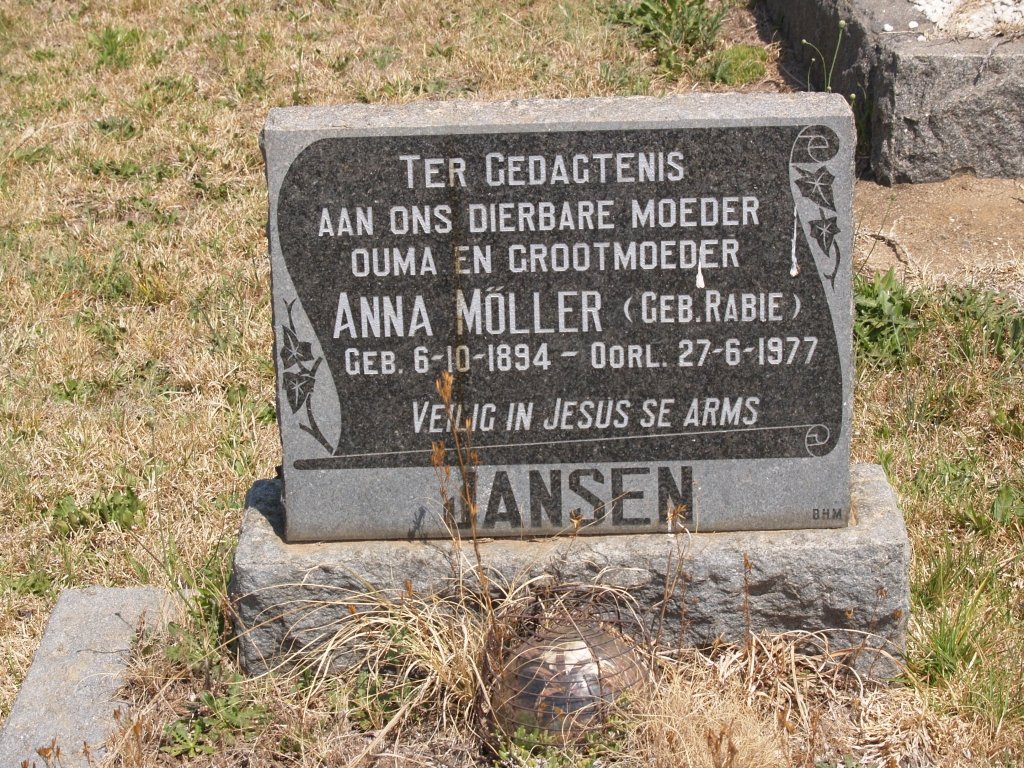 TER GEDAGTENIS
AAN ONS DIERBARE MOEDER
OUMA EN GROOTMOEDER
ANNA MÖLLER (GEB. RABIE)
GEB. 6-10-1894 - OORL. 27-6-1977
VEILIG IN JESUS SE ARMS
JANSEN
BHM